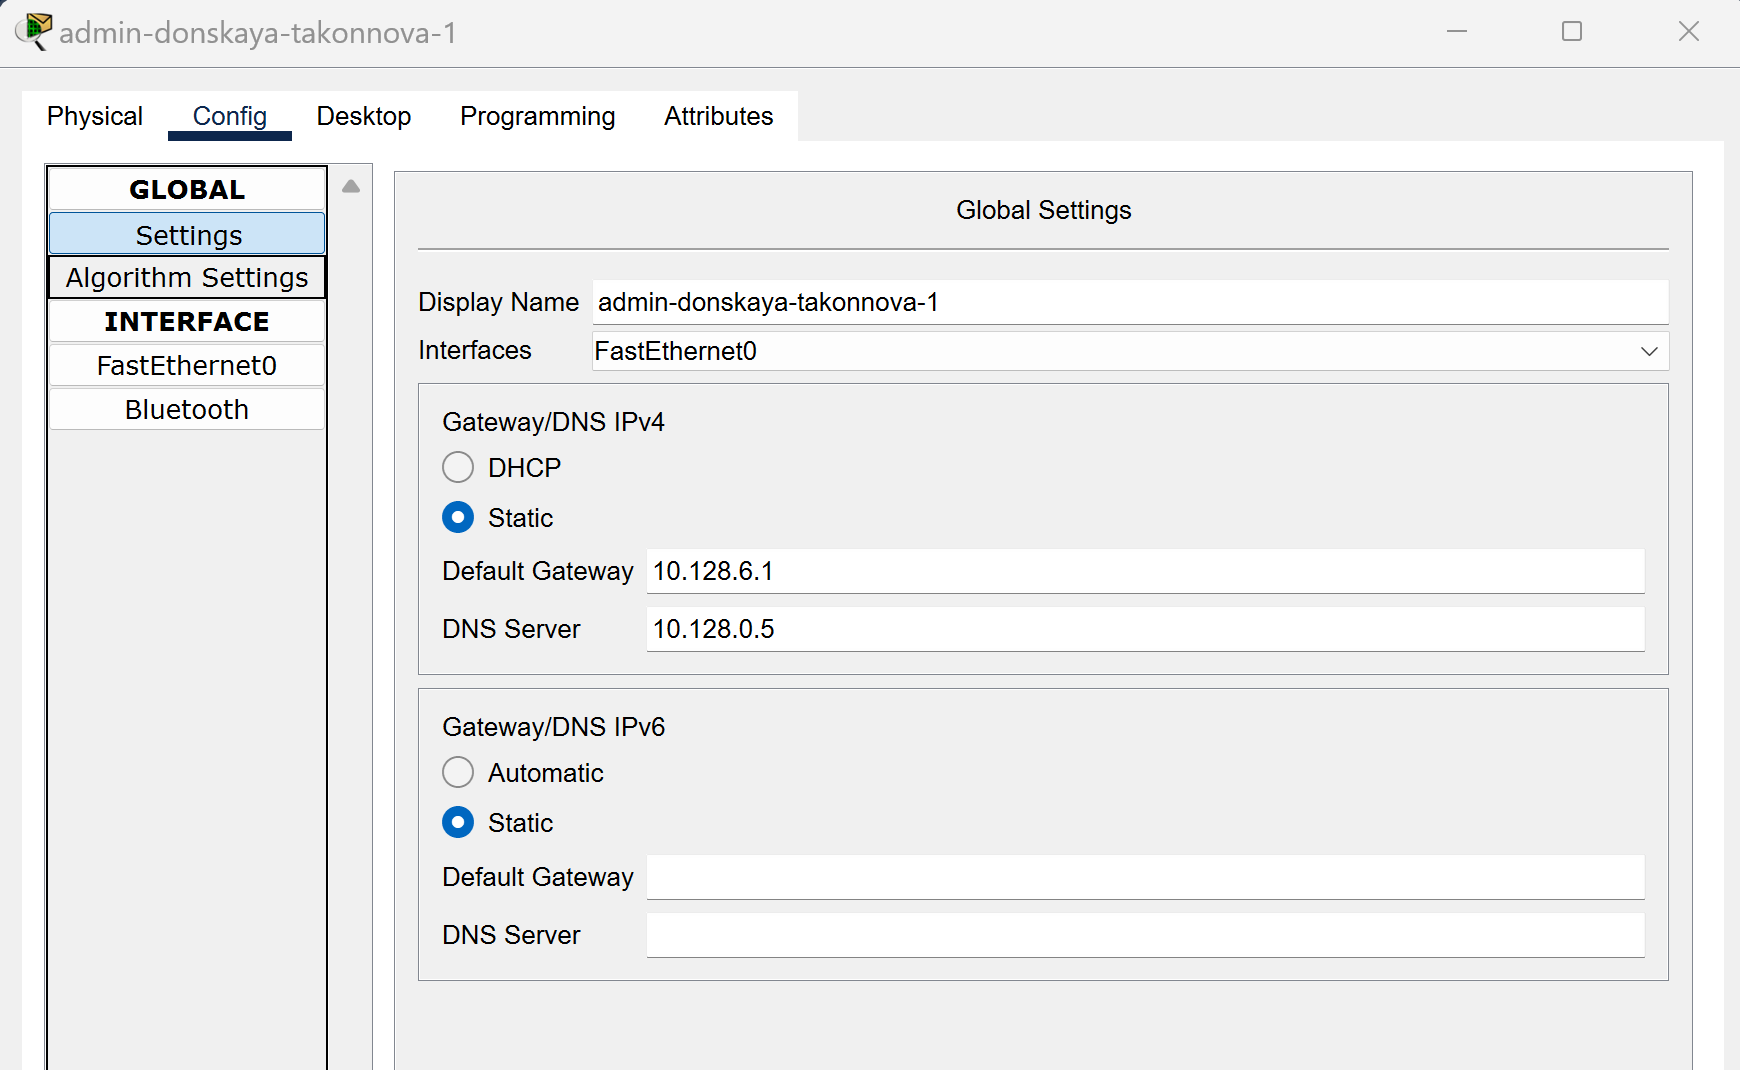 admin-donskaya-takonnova-1
Physical Config Desktop Programming Attributes
GLOBAL
Settings
Algorithm Settings
INTERFACE
FastEthernet0
Bluetooth
Global Settings
Display Name admin-donskaya-takonnova-1
Interfaces FastEthernet0
Gateway/DNS IPv4
DHCP
Static
Default Gateway 10.128.6.1
DNS Server 10.128.0.5
Gateway/DNS IPv6
Automatic
Static
Default Gateway
DNS Server